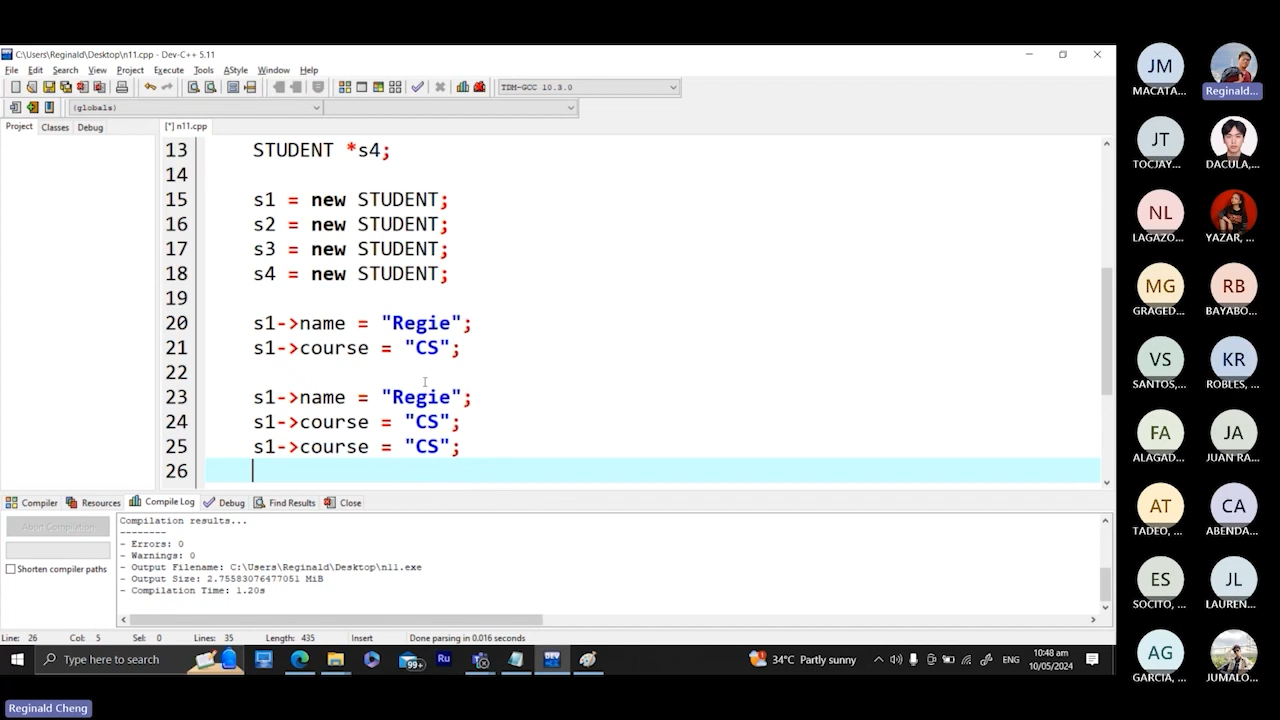 C:\Users\Reginald\Desktop\n11.cpp - Dev-C++ 5.11
File Edit Search View Project Execute Tools AStyle Window Help
TDM-GCC 10.3.0
(globals)
Project Classes Debug
[*] n11.cpp
13 STUDENT *s4;
14
15 s1 = new STUDENT;
16 s2 = new STUDENT;
17 s3 = new STUDENT;
18 s4 = new STUDENT;
19
20 s1->name = "Regie";
21 s1->course = "CS";
22
23 s1->name = "Regie";
24 s1->course = "CS";
25 s1->course = "CS";
26
Compiler Resources Compile Log Debug Find Results Close
Abort Compilation
Shorten compiler paths
Compilation results...
--------
- Errors: 0
- Warnings: 0
- Output Filename: C:\Users\Reginald\Desktop\n11.exe
- Output Size: 2.75583076477051 MiB
- Compilation Time: 1.20s
Line: 26 Col: 5 Sel: 0 Lines: 35 Length: 435 Insert Done parsing in 0.016 seconds
Type here to search
99+
Ru
DEV
34°C Partly sunny
ENG
10:48 am
10/05/2024
Reginald Cheng
JM
MACATA...
Reginald...
JT
TOCJAY...
DACULA,...
NL
LAGAZO...
YAZAR, ...
MG
GRAGED...
RB
BAYABO...
VS
SANTOS,...
KR
ROBLES, ...
FA
ALAGAD...
JA
JUAN RA...
AT
TADEO, ...
CA
ABENDA...
ES
SOCITO, ...
JL
LAUREN...
AG
GARCIA, ...
JUMALO...